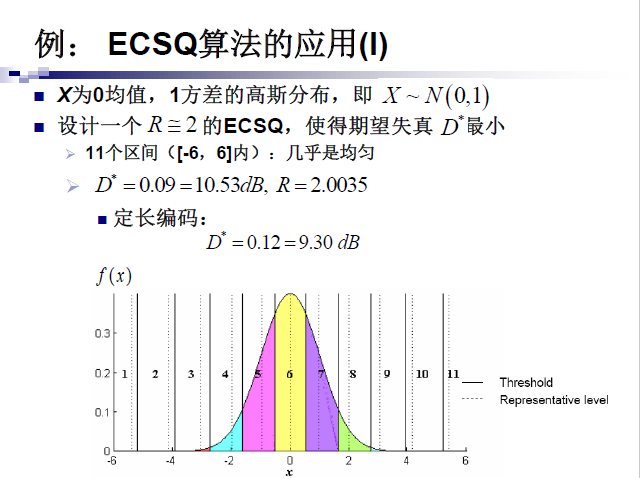 例： ECSQ算法的应用(I)
X为0均值，1方差的高斯分布，即 X ~ N(0,1)
设计一个 R ≅ 2 的ECSQ，使得期望失真 D* 最小
11个区间（[-6，6]内）：几乎是均匀
D* = 0.09 = 10.53dB, R = 2.0035
定长编码：
D* = 0.12 = 9.30 dB
f(x)
0.3
0.2
0.1
0
1 2 3 4 5 6 7 8 9 10 11
-6 -4 -2 0 2 4 6
x
Threshold
Representative level